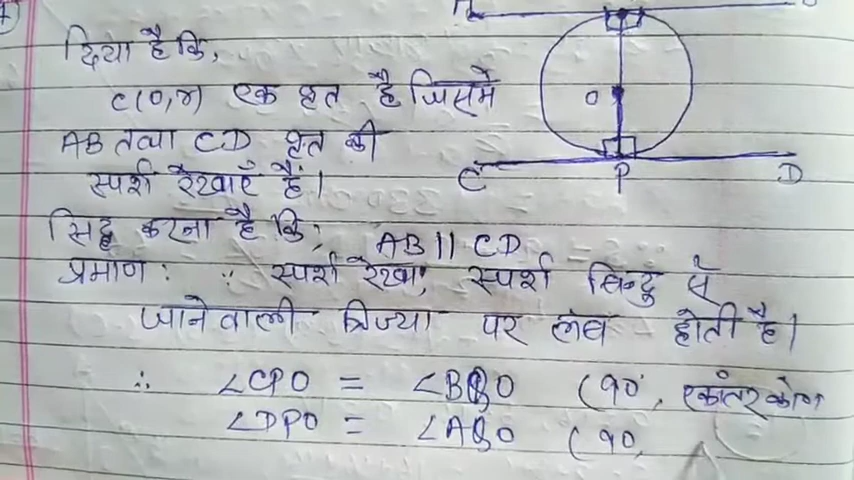 दिया है कि,
C(O,r) एक वृत है जिसमें
AB तथा CD वृत की
स्पर्श रेखाएँ हैं।
O
C P D
सिद्ध करना है कि; AB || CD
प्रमाण : ∵ स्पर्श रेखा, स्पर्श बिन्दु से
जाने वाली त्रिज्या पर लंब होती है।
∴ ∠CPO = ∠BQO (90°, एकांतर कोण
∠DPO = ∠AQO (90,